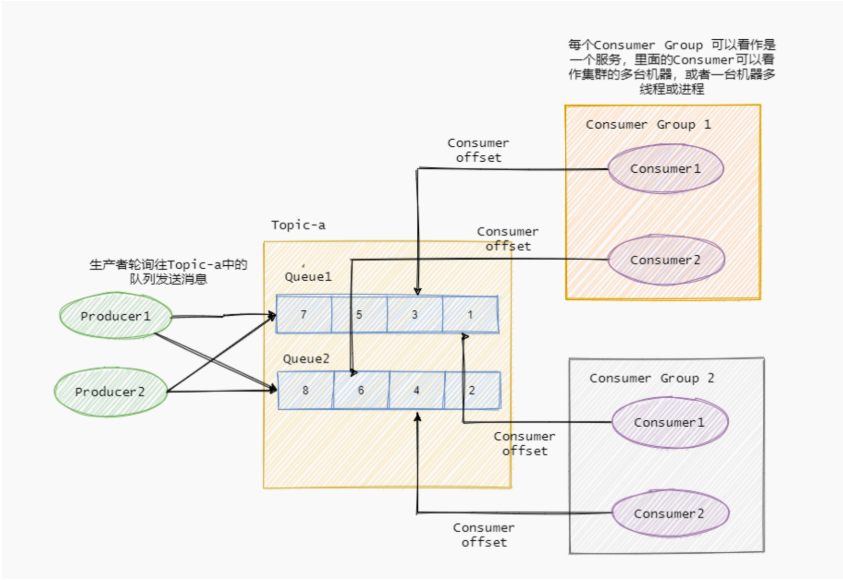 每个Consumer Group 可以看作是
一个服务，里面的Consumer可以看
作集群的多台机器，或者一台机器多
线程或进程
Consumer Group 1
Consumer
offset
Consumer1
Topic-a
Consumer
offset
Consumer2
生产者轮询往Topic-a中的
队列发送消息
Queue1
Producer1
7 5 3 1
Queue2
Producer2
8 6 4 2
Consumer Group 2
Consumer1
Consumer
offset
Consumer2
Consumer
offset